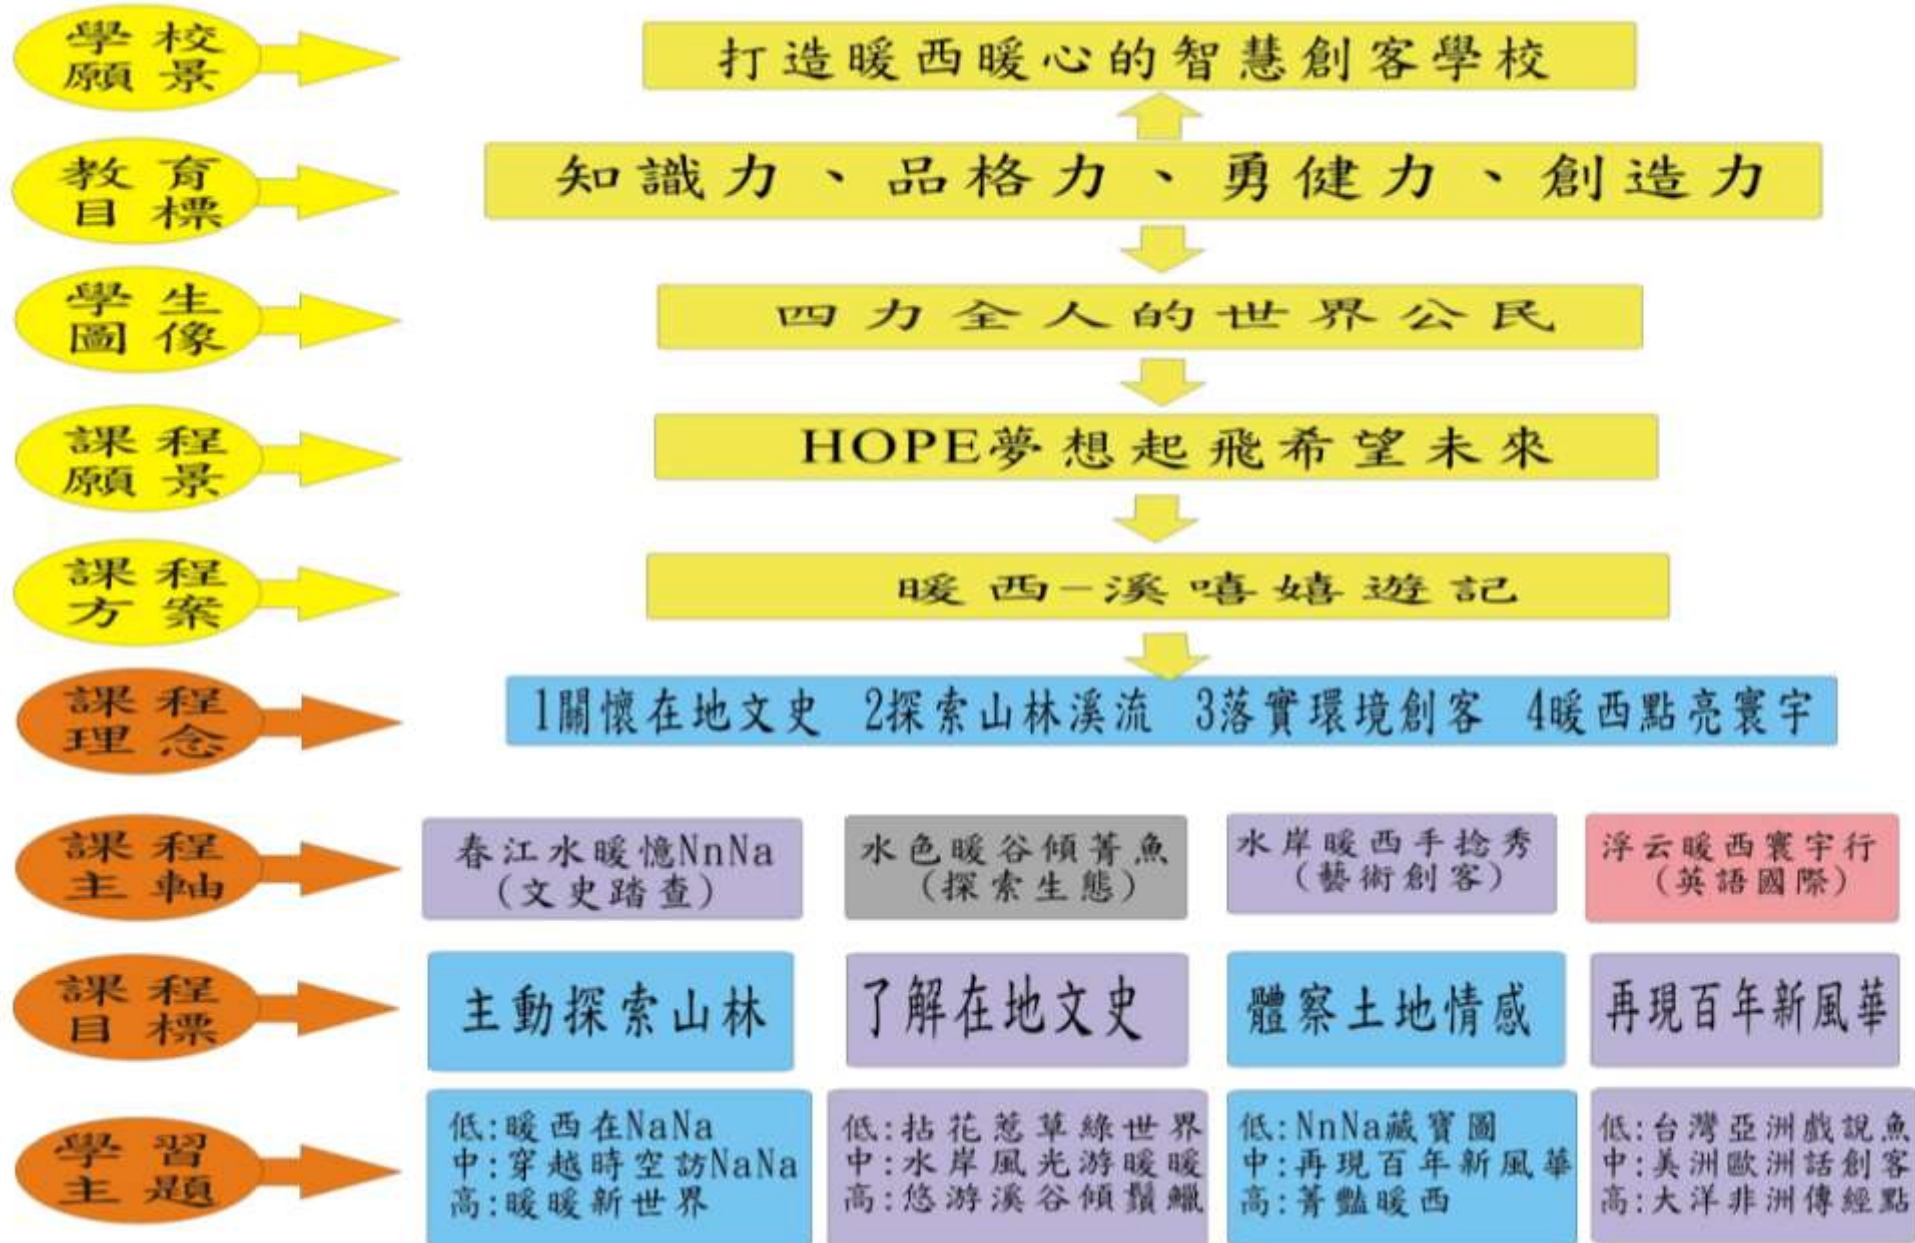 學校
願景
打造暖西暖心的智慧創客學校
教育
目標
知識力、品格力、勇健力、創造力
學生
圖像
四力全人的世界公民
課程
願景
HOPE夢想起飛希望未來
課程
方案
暖西-溪嘻嬉遊記
課程
理念
1關懷在地文史 2探索山林溪流 3落實環境創客 4暖西點亮寰宇
課程
主軸
春江水暖憶NnNa
(文史踏查)
水色暖谷傾菁魚
(探索生態)
水岸暖西手捻秀
(藝術創客)
浮云暖西寰宇行
(英語國際)
課程
目標
主動探索山林
了解在地文史
體察土地情感
再現百年新風華
學習
主題
低:暖西在NaNa
中:穿越時空訪NaNa
高:暖暖新世界
低:拈花惹草綠世界
中:水岸風光游暖暖
高:悠游溪谷傾鬚鱲
低:NnNa藏寶圖
中:再現百年新風華
高:菁豔暖西
低:台灣亞洲戲說魚
中:美洲歐洲話創客
高:大洋非洲傳經點